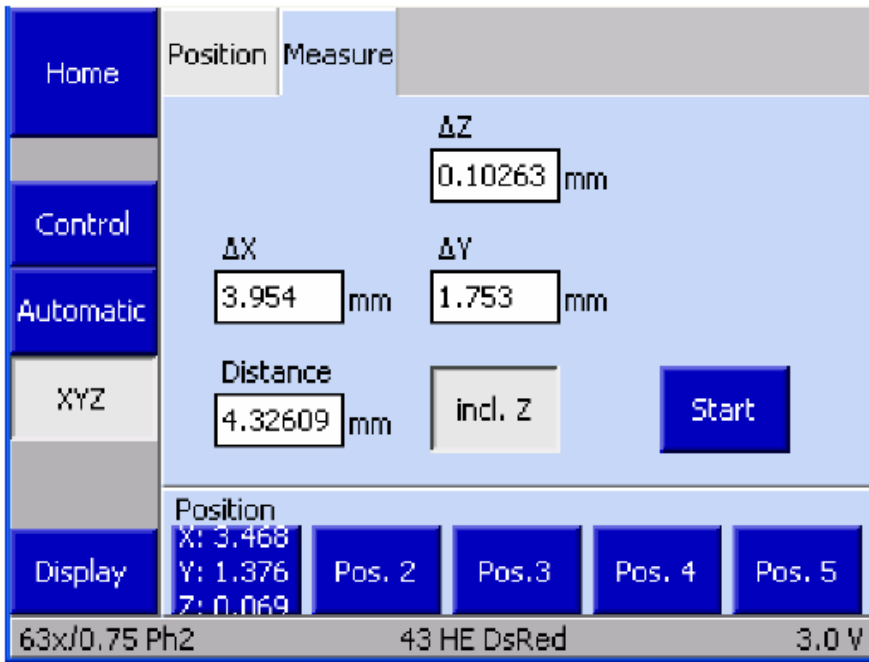 Home
Position Measure
ΔZ
0.10263 mm
Control
ΔX ΔY
3.954 mm 1.753 mm
Automatic
Distance
XYZ
4.32609 mm incl. Z Start
Position
X: 3.468
Y: 1.376
Z: 0.069
Pos. 2 Pos.3 Pos. 4 Pos. 5
Display
63x/0.75 Ph2 43 HE DsRed 3.0 V